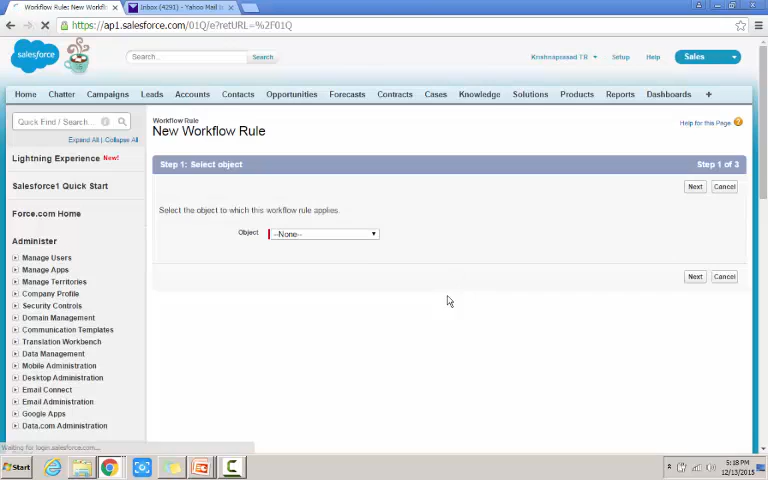 Workflow Rule: New Workfl
Inbox (4291) - Yahoo Mail
https://ap1.salesforce.com/01Q/e?retURL=%2F01Q
salesforce
Search...
Search
Krishnaprasad TR
Setup
Help
Sales
Home
Chatter
Campaigns
Leads
Accounts
Contacts
Opportunities
Forecasts
Contracts
Cases
Knowledge
Solutions
Products
Reports
Dashboards
+
Quick Find / Search...
Expand All | Collapse All
Lightning Experience New!
Salesforce1 Quick Start
Force.com Home
Administer
Manage Users
Manage Apps
Manage Territories
Company Profile
Security Controls
Domain Management
Communication Templates
Translation Workbench
Data Management
Mobile Administration
Desktop Administration
Email Connect
Email Administration
Google Apps
Data.com Administration
Workflow Rule
New Workflow Rule
Help for this Page
Step 1: Select object
Step 1 of 3
Next
Cancel
Select the object to which this workflow rule applies.
Object
--None--
Next
Cancel
Waiting for login.salesforce.com...
Start
5:18 PM
12/13/2015